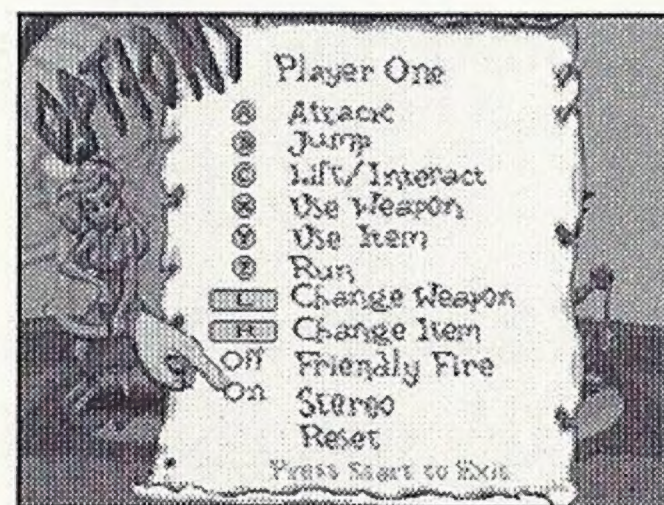 OPTION
Player One
A Attack
B Jump
C Lift/Interact
X Use Weapon
Y Use Item
Z Run
L Change Weapon
R Change Item
Off Friendly Fire
On Stereo
Reset
Press Start to Exit